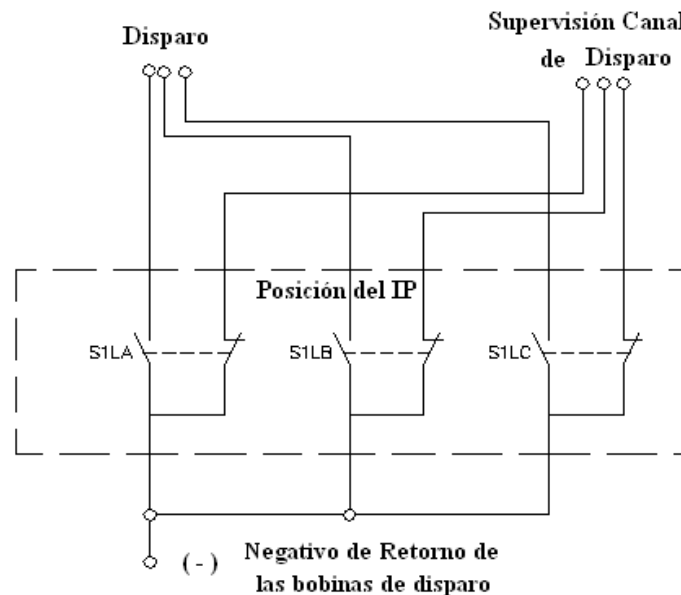 Disparo
Supervisión Canal
de Disparo
Posición del IP
S1LA
S1LB
S1LC
(-) Negativo de Retorno de
las bobinas de disparo